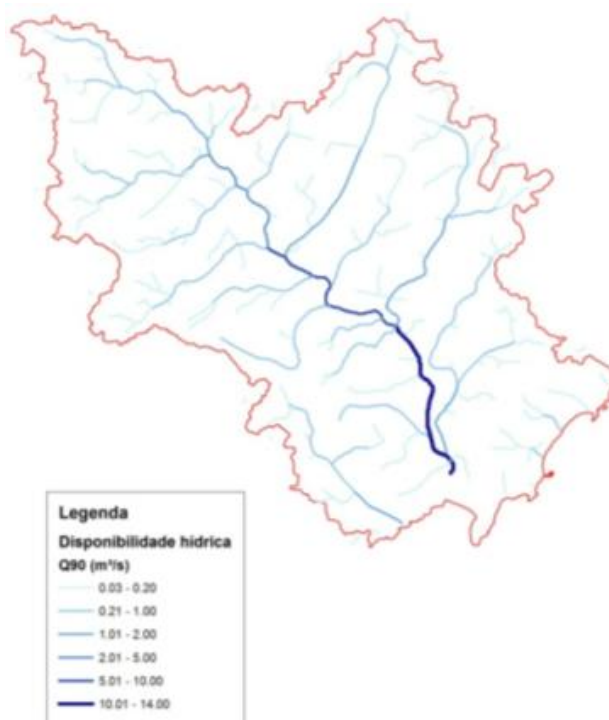 Legenda
Disponibilidade hídrica
Q90 (m³/s)
0.03 - 0.20
0.21 - 1.00
1.01 - 2.00
2.01 - 5.00
5.01 - 10.00
10.01 - 14.00